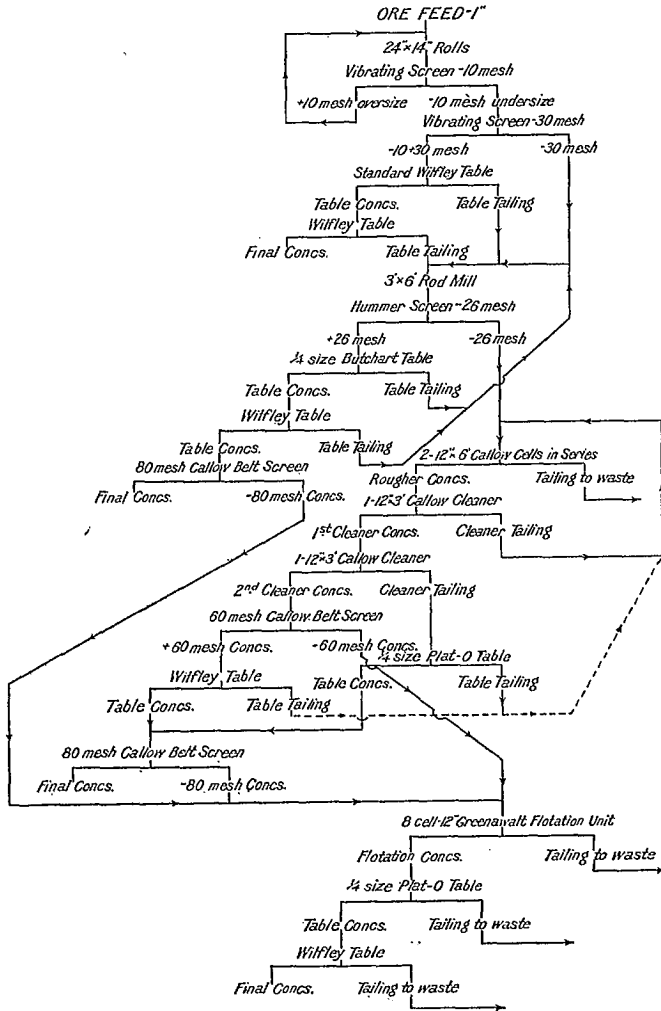 ORE FEED-1"
24"×14" Rolls
Vibrating Screen -10 mesh
+10 mesh oversize
-10 mesh undersize
Vibrating Screen -30 mesh
-10+30 mesh
-30 mesh
Standard Wilfley Table
Table Concs.
Table Tailing
Wilfley Table
Final Concs.
Table Tailing
3'×6' Rod Mill
Hummer Screen -26 mesh
+26 mesh
-26 mesh
¼ size Butchart Table
Table Concs.
Table Tailing
Wilfley Table
Table Concs.
Table Tailing
2-12"×6' Callow Cells in Series
80 mesh Callow Belt Screen
Rougher Concs.
Tailing to waste
Final Concs.
-80 mesh Concs.
1-12"×3' Callow Cleaner
1st Cleaner Concs.
Cleaner Tailing
1-12"×3' Callow Cleaner
2nd Cleaner Concs.
Cleaner Tailing
60 mesh Callow Belt Screen
+60 mesh Concs.
-60 mesh Concs.
¼ size Plat-O Table
Wilfley Table
Table Concs.
Table Tailing
Table Concs.
Table Tailing
80 mesh Callow Belt Screen
Final Concs.
-80 mesh Concs.
8 cell-12" Greenawalt Flotation Unit
Flotation Concs.
Tailing to waste
¼ size Plat-O Table
Table Concs.
Tailing to waste
Wilfley Table
Final Concs.
Tailing to waste